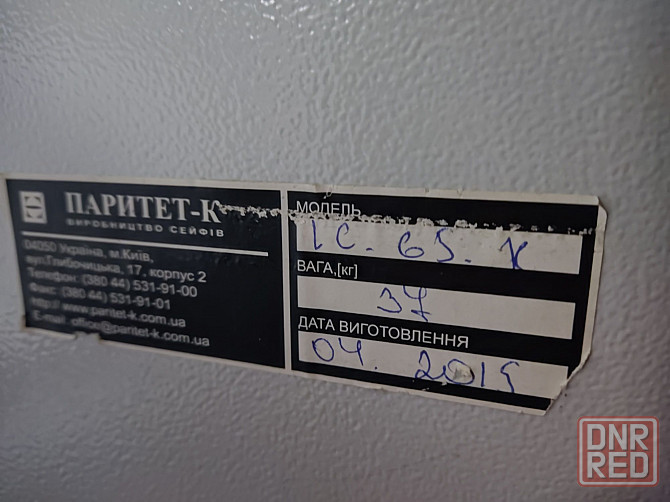 ПАРИТЕТ-К
ВИРОБНИЦТВО СЕЙФІВ
04050 Україна, м.Київ,
вул.Глибочицька, 17, корпус 2
Телефон: (380 44) 531-91-00
Факс: (380 44) 531-91-01
http://www.paritet-k.com.ua
E-mail: office@paritet-k.com.ua
МОДЕЛЬ
IC. 65. K
ВАГА,[кг]
37
ДАТА ВИГОТОВЛЕННЯ
04. 2019
DNR
RED